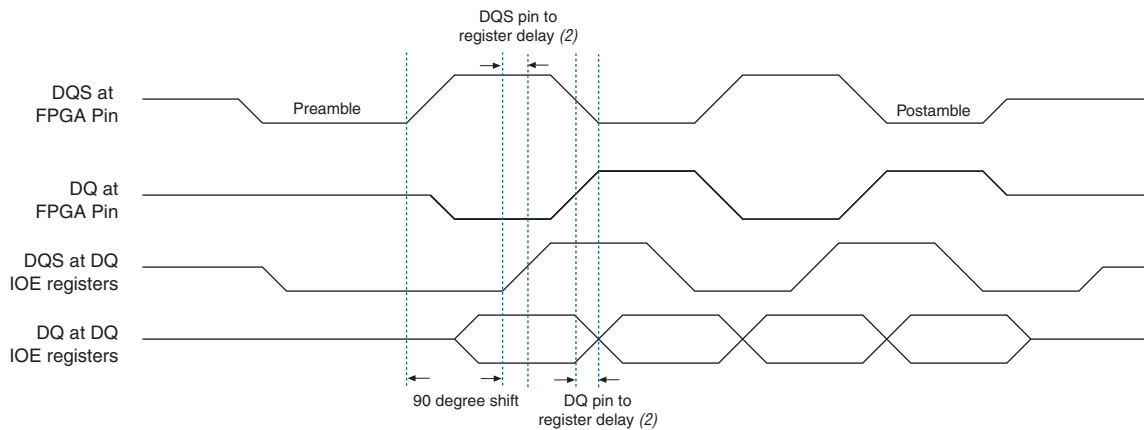 DQS pin to
register delay (2)
DQS at
FPGA Pin
Preamble
Postamble
DQ at
FPGA Pin
DQS at DQ
IOE registers
DQ at DQ
IOE registers
90 degree shift
DQ pin to
register delay (2)